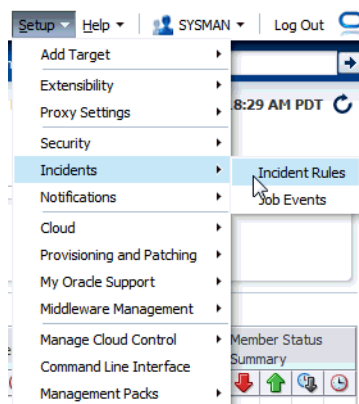 Setup Help SYSMAN Log Out
Add Target
Extensibility
Proxy Settings 8:29 AM PDT
Security
Incidents Incident Rules
Notifications Job Events
Cloud
Provisioning and Patching
My Oracle Support
Middleware Management
Manage Cloud Control Member Status
Command Line Interface Summary
Management Packs